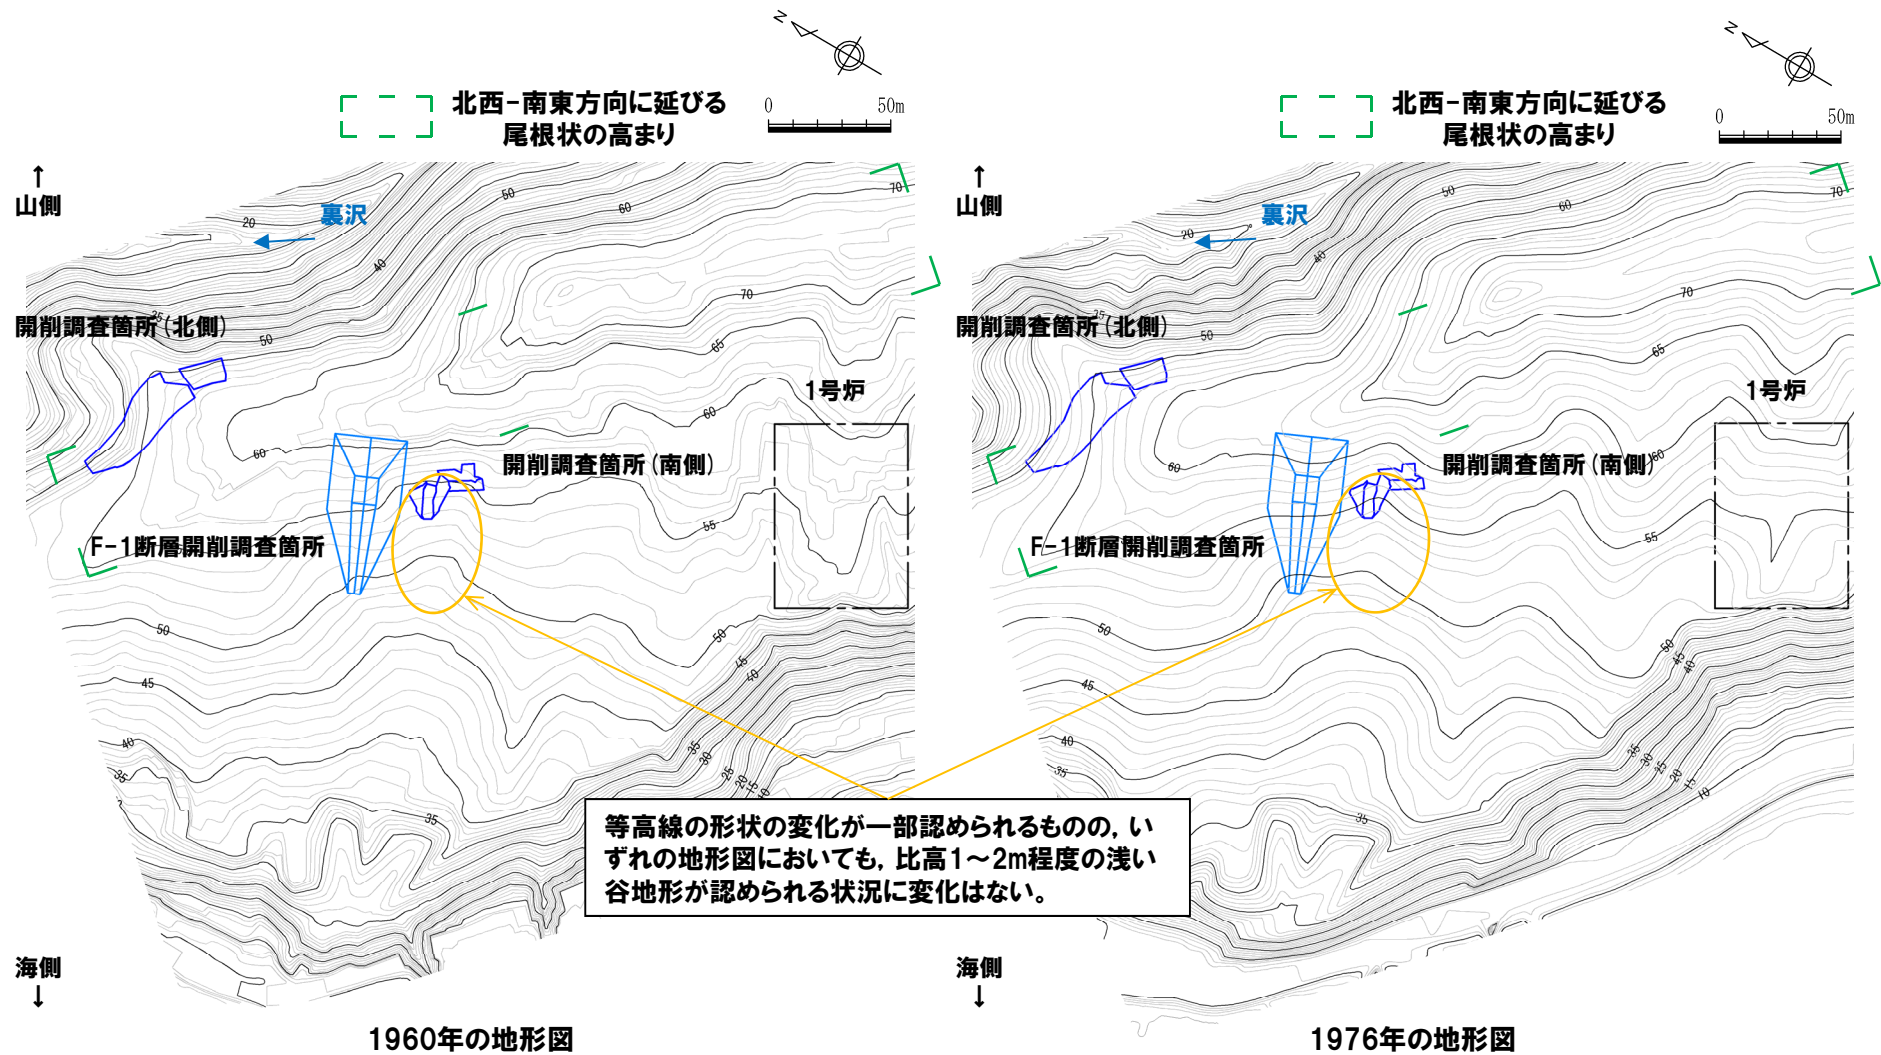 N
北西-南東方向に延びる
尾根状の高まり
0 50m
↑
山側
裏沢
20
50
60
70
40
25
開削調査箇所(北側)
50
70
65
1号炉
60
60
開削調査箇所(南側)
55
F-1断層開削調査箇所
50
50
45
45
40
40
35
35
30
25
20
15
10
35
海側
↓
1960年の地形図
N
北西-南東方向に延びる
尾根状の高まり
0 50m
↑
山側
裏沢
20
50
60
70
40
25
開削調査箇所(北側)
50
70
65
1号炉
60
60
開削調査箇所(南側)
55
F-1断層開削調査箇所
50
50
45
45
40
40
35
35
30
25
20
15
10
35
海側
↓
1976年の地形図
等高線の形状の変化が一部認められるものの,い
ずれの地形図においても,比高1～2m程度の浅い
谷地形が認められる状況に変化はない。